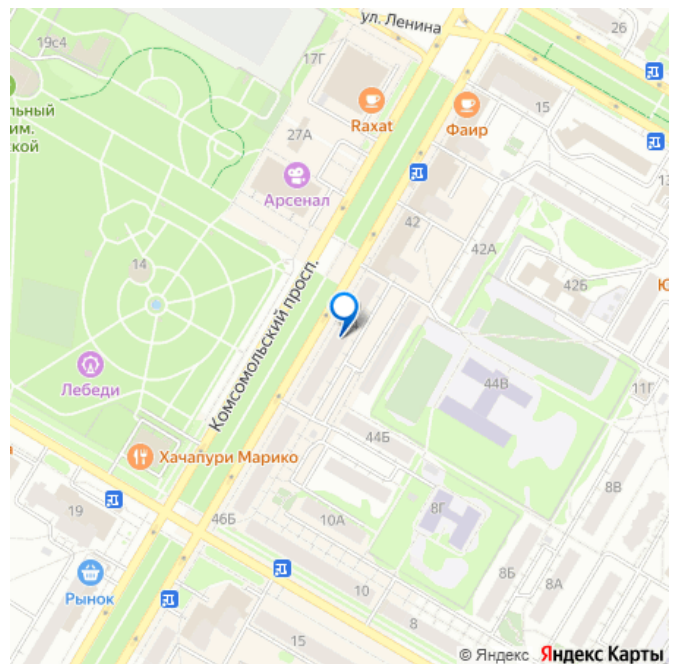 ул. Ленина
26
19с4
17Г
льный
им.
ской
Raxat
Фаир
15
27А
Арсенал
42
42А
42Б
Ю
14
Комсомольский просп.
Лебеди
44В
11Г
44Б
Хачапури Марико
8В
19
46Б
10А
8Г
Рынок
10
8Б
8А
8
15
© Яндекс Яндекс Карты